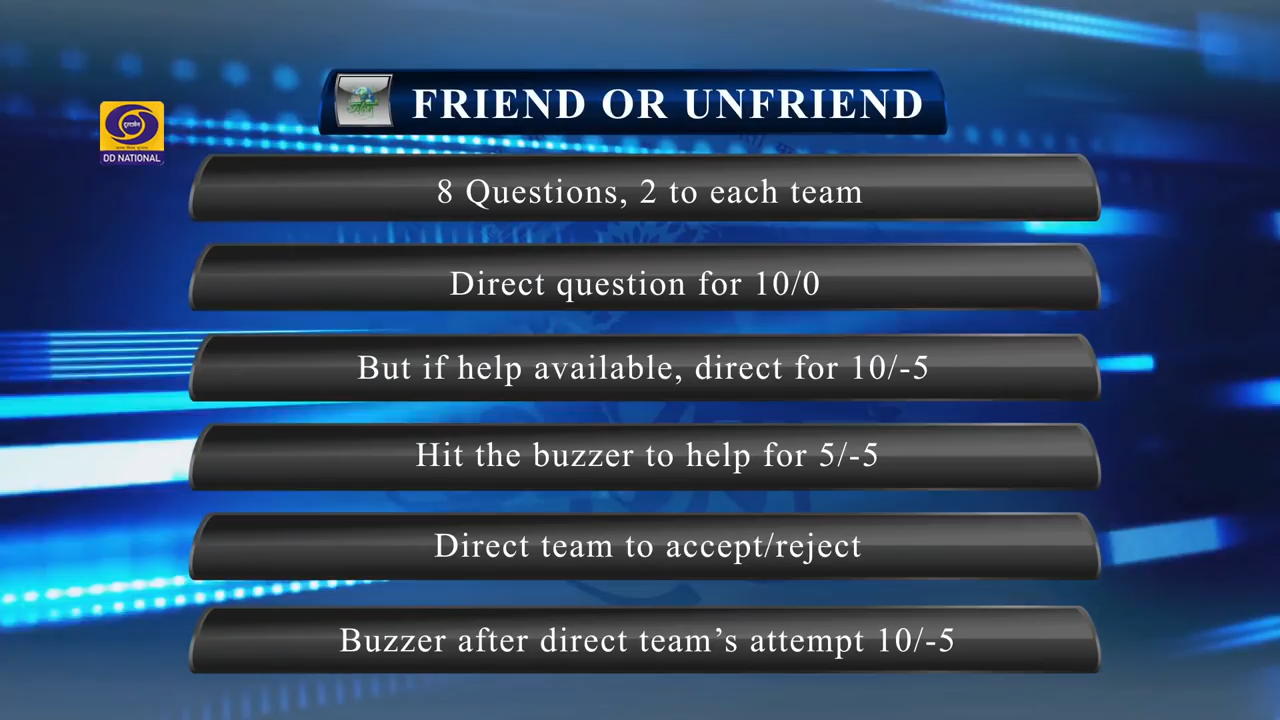 FRIEND OR UNFRIEND
DD NATIONAL
8 Questions, 2 to each team
Direct question for 10/0
But if help available, direct for 10/-5
Hit the buzzer to help for 5/-5
Direct team to accept/reject
Buzzer after direct team’s attempt 10/-5